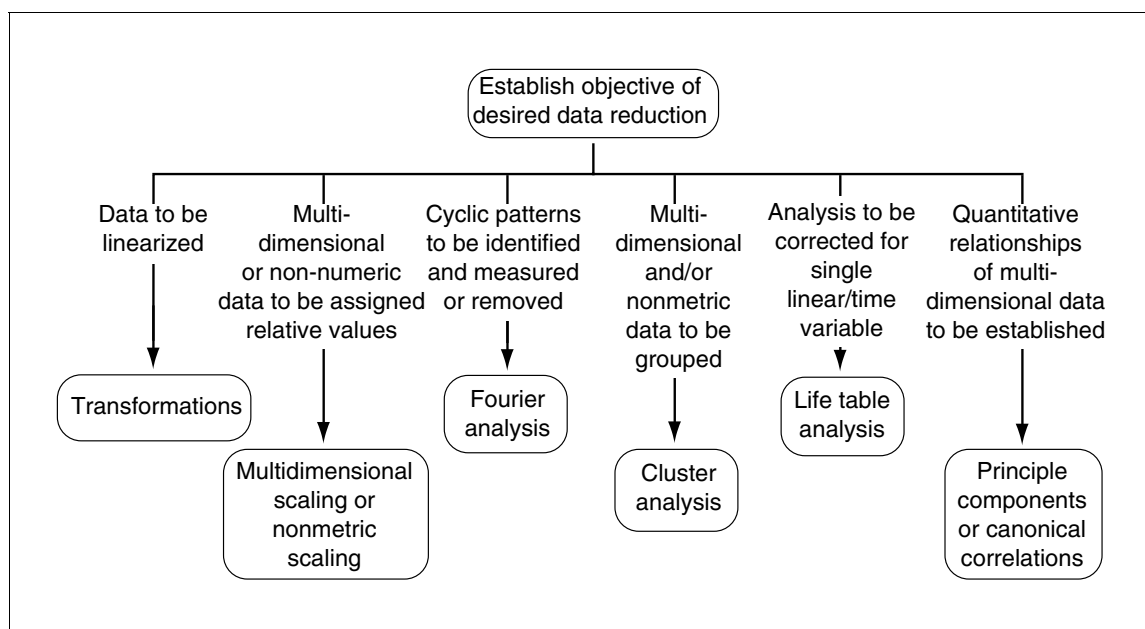 Establish objective of
desired data reduction
Data to be
linearized
Transformations
Multi-
dimensional
or non-numeric
data to be assigned
relative values
Multidimensional
scaling or
nonmetric
scaling
Cyclic patterns
to be identified
and measured
or removed
Fourier
analysis
Multi-
dimensional
and/or
nonmetric
data to be
grouped
Cluster
analysis
Analysis to be
corrected for
single
linear/time
variable
Life table
analysis
Quantitative
relationships
of multi-
dimensional data
to be established
Principle
components
or canonical
correlations